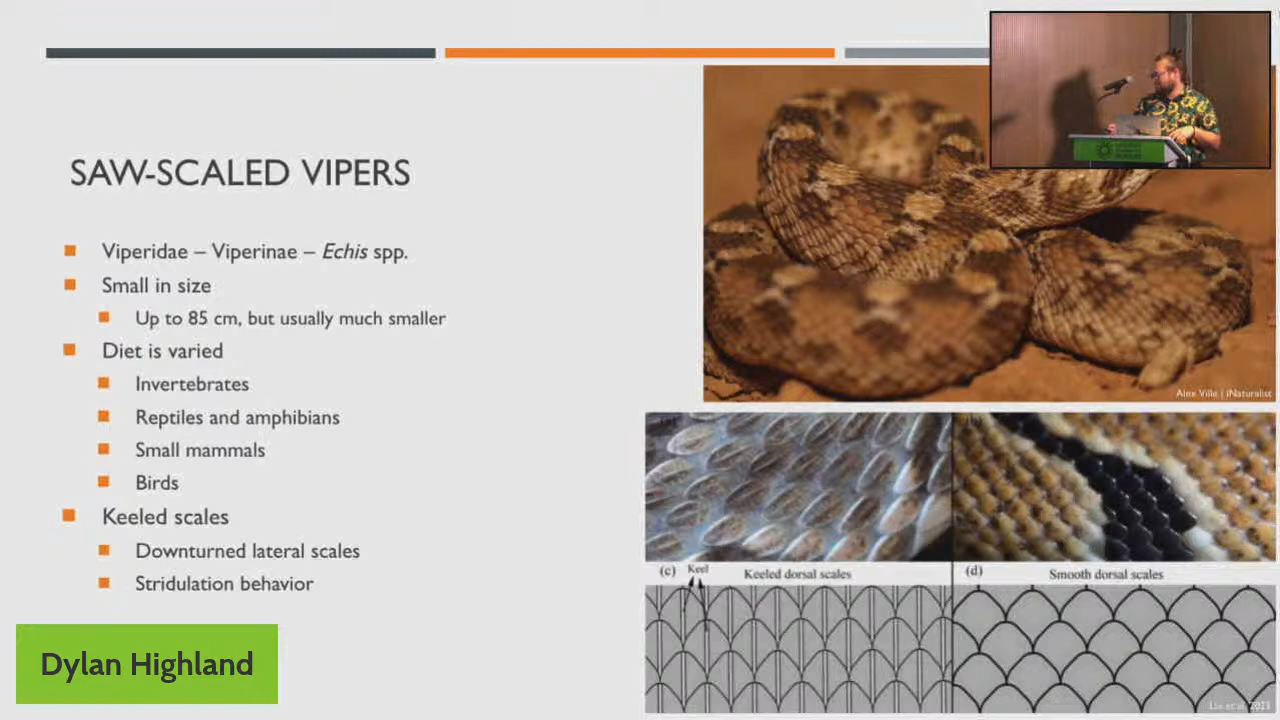 SAW-SCALED VIPERS
Viperidae – Viperinae – Echis spp.
Small in size
Up to 85 cm, but usually much smaller
Diet is varied
Invertebrates
Reptiles and amphibians
Small mammals
Birds
Keeled scales
Downturned lateral scales
Stridulation behavior
Alex Ville | iNaturalist
(c) Keel Keeled dorsal scales
(d) Smooth dorsal scales
Dylan Highland